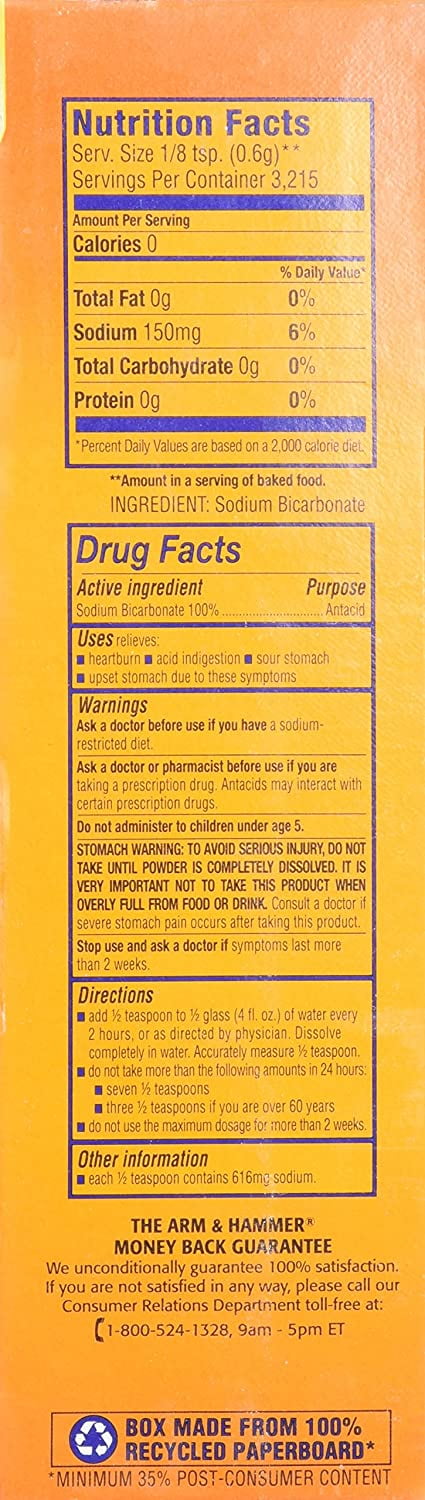 Nutrition Facts
Serv. Size 1/8 tsp. (0.6g)**
Servings Per Container 3,215
Amount Per Serving
Calories 0
% Daily Value*
Total Fat 0g 0%
Sodium 150mg 6%
Total Carbohydrate 0g 0%
Protein 0g 0%
*Percent Daily Values are based on a 2,000 calorie diet.
**Amount in a serving of baked food.
INGREDIENT: Sodium Bicarbonate
Drug Facts
Active ingredient Purpose
Sodium Bicarbonate 100% ............................ Antacid
Uses relieves:
■ heartburn ■ acid indigestion ■ sour stomach
■ upset stomach due to these symptoms
Warnings
Ask a doctor before use if you have a sodium-
restricted diet.
Ask a doctor or pharmacist before use if you are
taking a prescription drug. Antacids may interact with
certain prescription drugs.
Do not administer to children under age 5.
STOMACH WARNING: TO AVOID SERIOUS INJURY, DO NOT
TAKE UNTIL POWDER IS COMPLETELY DISSOLVED. IT IS
VERY IMPORTANT NOT TO TAKE THIS PRODUCT WHEN
OVERLY FULL FROM FOOD OR DRINK. Consult a doctor if
severe stomach pain occurs after taking this product.
Stop use and ask a doctor if symptoms last more
than 2 weeks.
Directions
■ add ½ teaspoon to ½ glass (4 fl. oz.) of water every
2 hours, or as directed by physician. Dissolve
completely in water. Accurately measure ½ teaspoon.
■ do not take more than the following amounts in 24 hours:
■ seven ½ teaspoons
■ three ½ teaspoons if you are over 60 years
■ do not use the maximum dosage for more than 2 weeks.
Other information
■ each ½ teaspoon contains 616mg sodium.
THE ARM & HAMMER®
MONEY BACK GUARANTEE
We unconditionally guarantee 100% satisfaction.
If you are not satisfied in any way, please call our
Consumer Relations Department toll-free at:
1-800-524-1328, 9am - 5pm ET
BOX MADE FROM 100%
RECYCLED PAPERBOARD*
*MINIMUM 35% POST-CONSUMER CONTENT